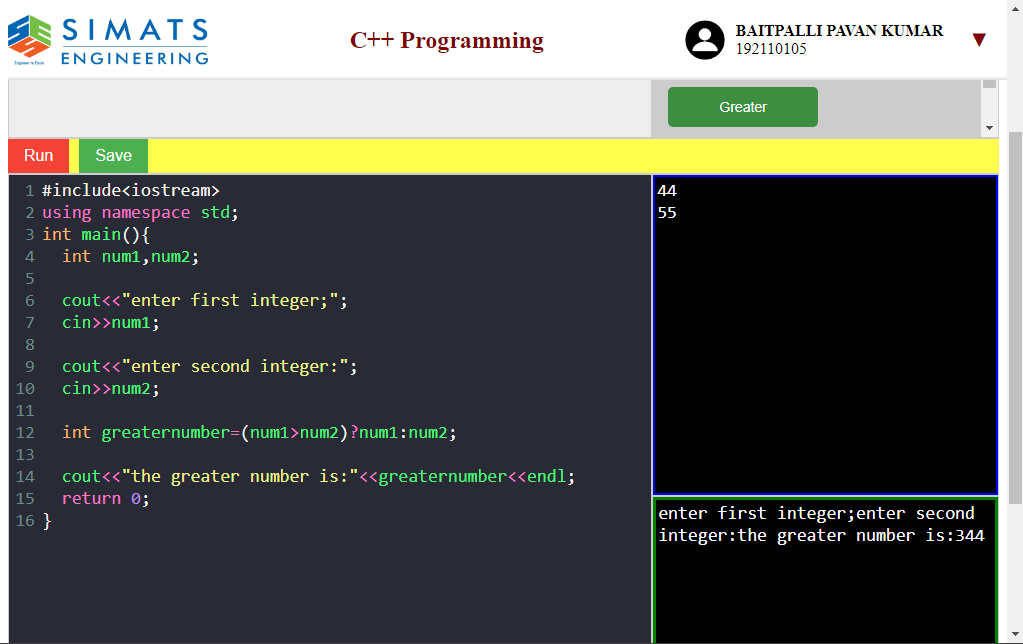 SIMATS
ENGINEERING
Engineer to Excel
C++ Programming
BAITPALLI PAVAN KUMAR
192110105
Greater
Run
Save
1 #include<iostream>
2 using namespace std;
3 int main(){
4   int num1,num2;
5
6   cout<<"enter first integer;";
7   cin>>num1;
8
9   cout<<"enter second integer:";
10   cin>>num2;
11
12   int greaternumber=(num1>num2)?num1:num2;
13
14   cout<<"the greater number is:"<<greaternumber<<endl;
15   return 0;
16 }
44
55
enter first integer;enter second
integer:the greater number is:344